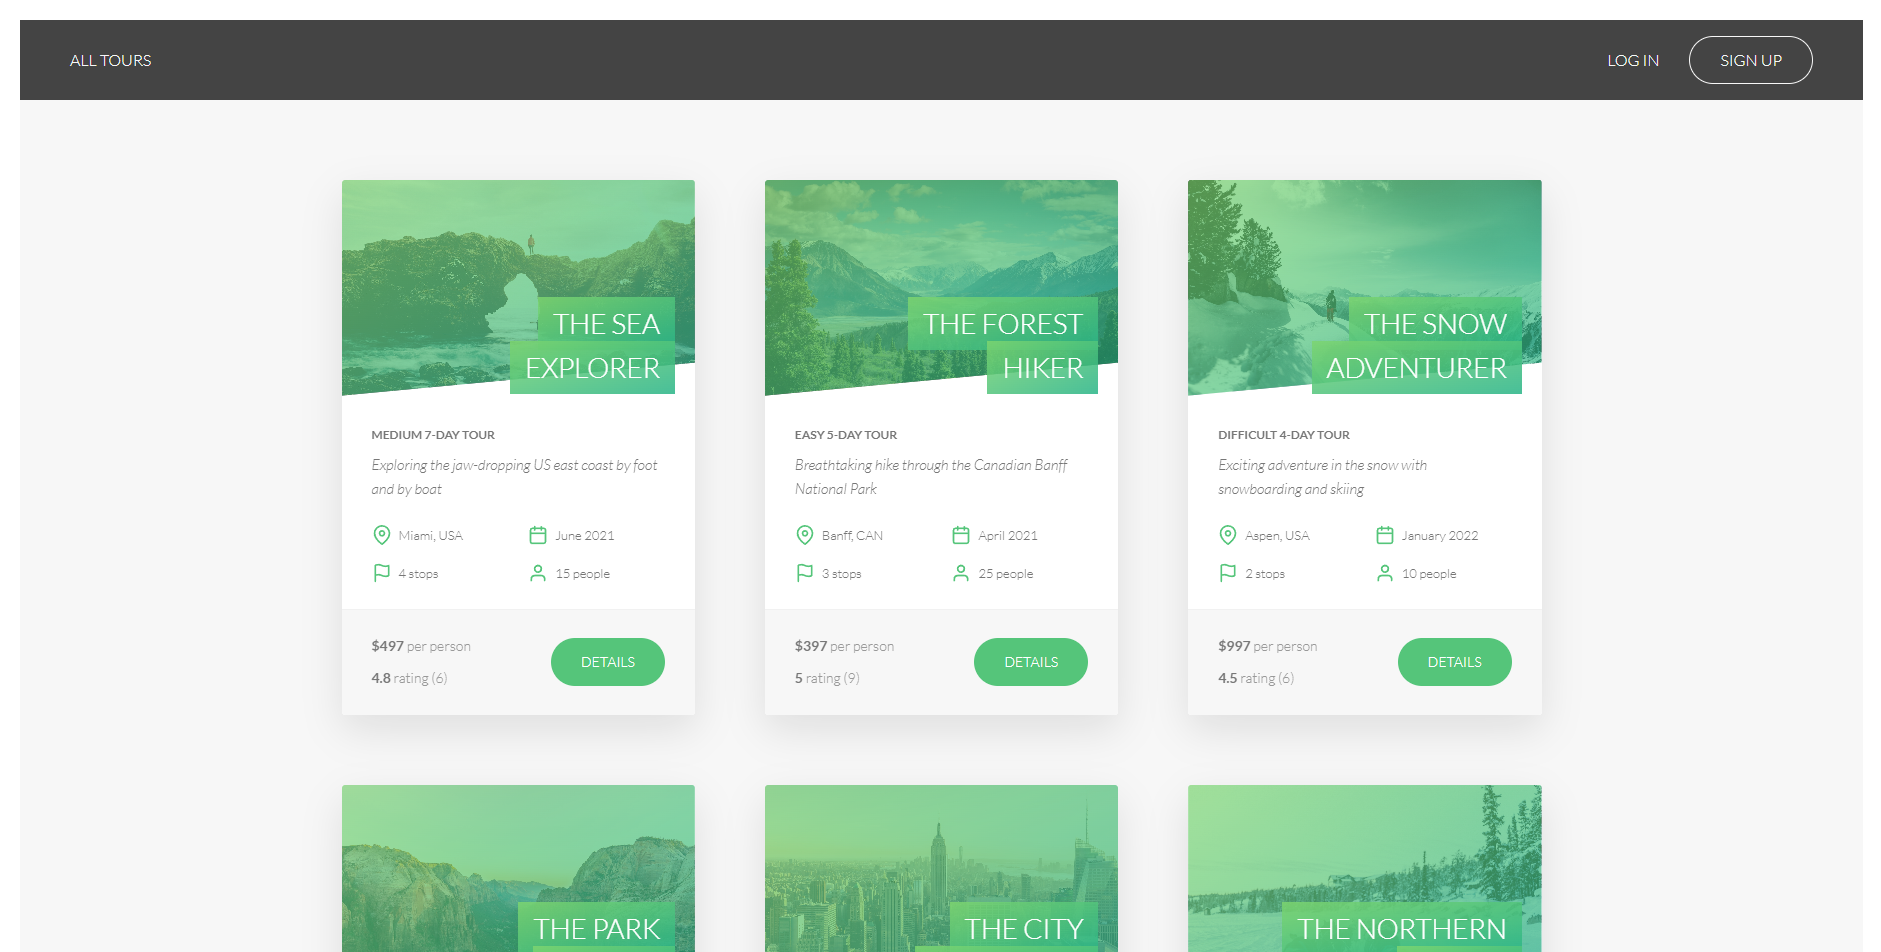 ALL TOURS
LOG IN
SIGN UP
THE SEA
EXPLORER
MEDIUM 7-DAY TOUR
Exploring the jaw-dropping US east coast by foot
and by boat
Miami, USA
June 2021
4 stops
15 people
$497 per person
4.8 rating (6)
DETAILS
THE FOREST
HIKER
EASY 5-DAY TOUR
Breathtaking hike through the Canadian Banff
National Park
Banff, CAN
April 2021
3 stops
25 people
$397 per person
5 rating (9)
DETAILS
THE SNOW
ADVENTURER
DIFFICULT 4-DAY TOUR
Exciting adventure in the snow with
snowboarding and skiing
Aspen, USA
January 2022
2 stops
10 people
$997 per person
4.5 rating (6)
DETAILS
THE PARK
THE CITY
THE NORTHERN